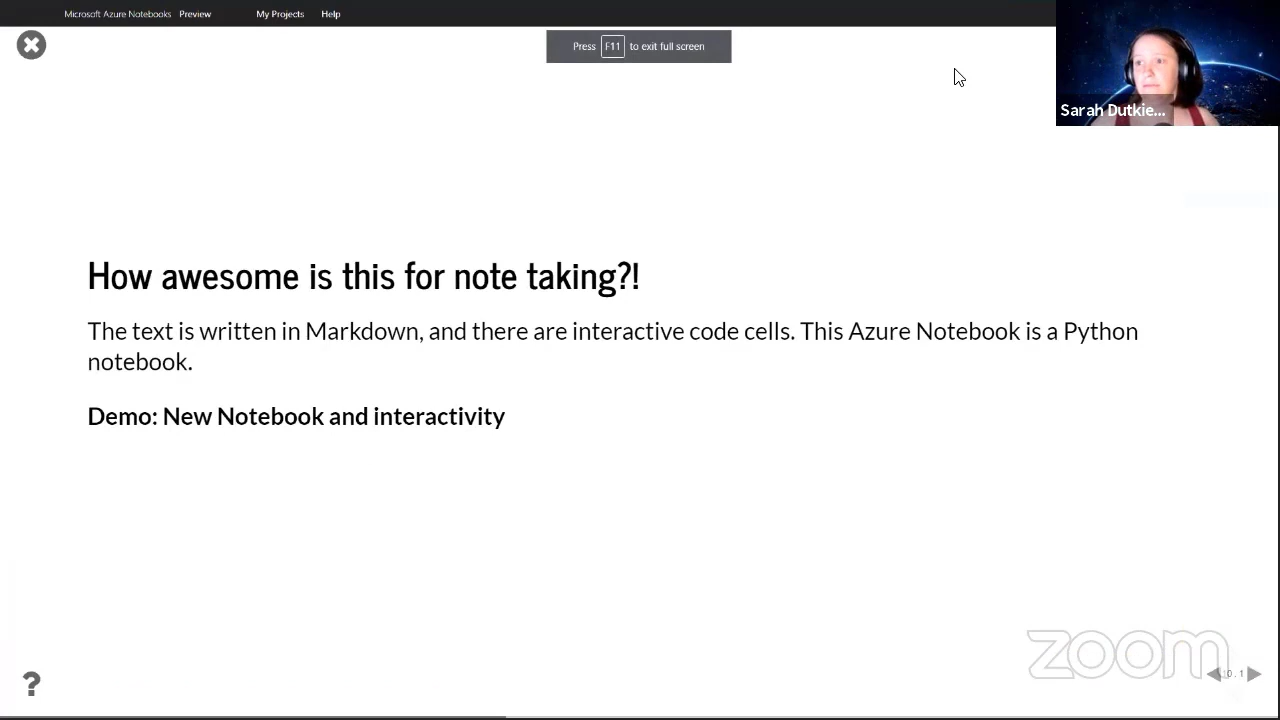 Microsoft Azure Notebooks Preview My Projects Help
Press F11 to exit full screen
Sarah Dutkie...
How awesome is this for note taking?!
The text is written in Markdown, and there are interactive code cells. This Azure Notebook is a Python
notebook.
Demo: New Notebook and interactivity
zoom
?